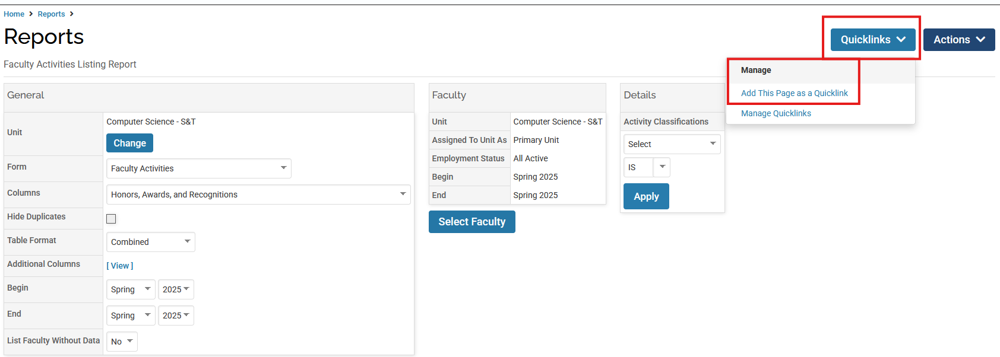 Home > Reports >
Reports
Quicklinks
Actions
Faculty Activities Listing Report
Manage
Add This Page as a Quicklink
Manage Quicklinks
General
Unit
Computer Science - S&T
Change
Form
Faculty Activities
Columns
Honors, Awards, and Recognitions
Hide Duplicates
Table Format
Combined
Additional Columns
[ View ]
Begin
Spring 2025
End
Spring 2025
List Faculty Without Data
No
Faculty
Unit Computer Science - S&T
Assigned To Unit As Primary Unit
Employment Status All Active
Begin Spring 2025
End Spring 2025
Select Faculty
Details
Activity Classifications
Select
IS
Apply